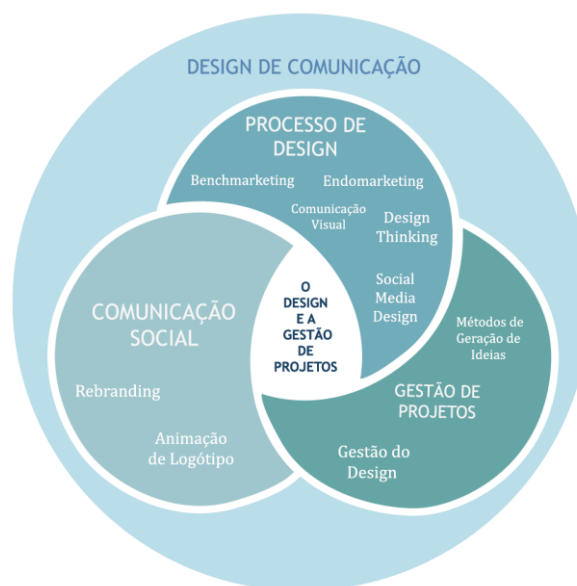 DESIGN DE COMUNICAÇÃO
PROCESSO DE
DESIGN
Benchmarketing
Endomarketing
Comunicação
Visual
Design
Thinking
Social
Media
Design
O
DESIGN
E A
GESTÃO
DE
PROJETOS
COMUNICAÇÃO
SOCIAL
Rebranding
Animação
de Logótipo
Métodos de
Geração de
Ideias
GESTÃO DE
PROJETOS
Gestão do
Design